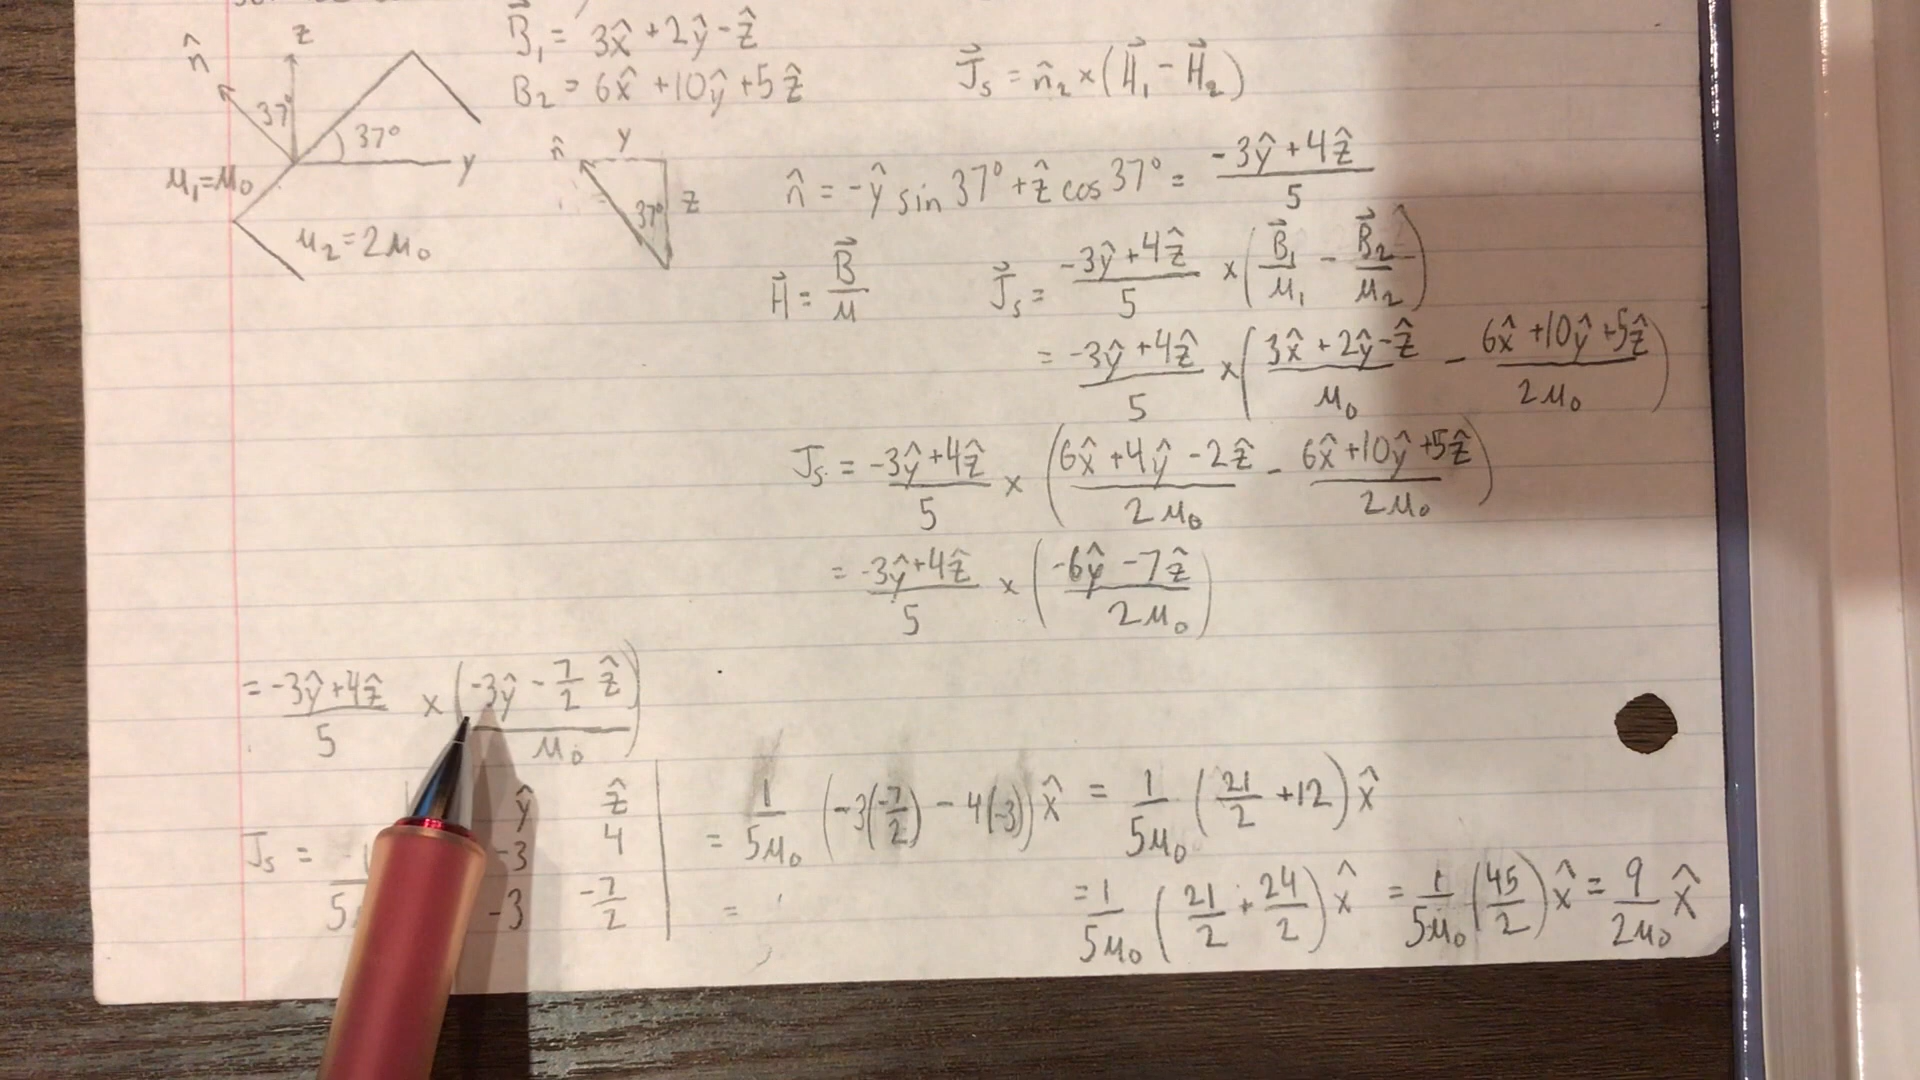 B⃗₁ = 3x̂ + 2ŷ - ẑ
B₂ = 6x̂ + 10ŷ + 5ẑ
J⃗ₛ = n̂₂ × (H⃗₁ - H⃗₂)
n̂
z
37°
37°
y
μ₁ = μ₀
μ₂ = 2μ₀
n̂
y
37°
z
n̂ = -ŷ sin 37° + ẑ cos 37° = (-3ŷ + 4ẑ)/5
H⃗ = B⃗/μ
J⃗ₛ = (-3ŷ + 4ẑ)/5 × (B⃗₁/μ₁ - B⃗₂/μ₂)
= (-3ŷ + 4ẑ)/5 × ((3x̂ + 2ŷ - ẑ)/μ₀ - (6x̂ + 10ŷ + 5ẑ)/2μ₀)
Jₛ = (-3ŷ + 4ẑ)/5 × ((6x̂ + 4ŷ - 2ẑ)/2μ₀ - (6x̂ + 10ŷ + 5ẑ)/2μ₀)
= (-3ŷ + 4ẑ)/5 × ((-6ŷ - 7ẑ)/2μ₀)
= (-3ŷ + 4ẑ)/5 × ((-3ŷ - 7/2 ẑ)/μ₀)
ŷ ẑ
Jₛ = -3 4
-3 -7/2
= 1/5μ₀ (-3(-7/2) - 4(-3)) x̂ = 1/5μ₀ (21/2 + 12) x̂
= 1/5μ₀ (21/2 + 24/2) x̂ = 1/5μ₀ (45/2) x̂ = 9/2μ₀ x̂